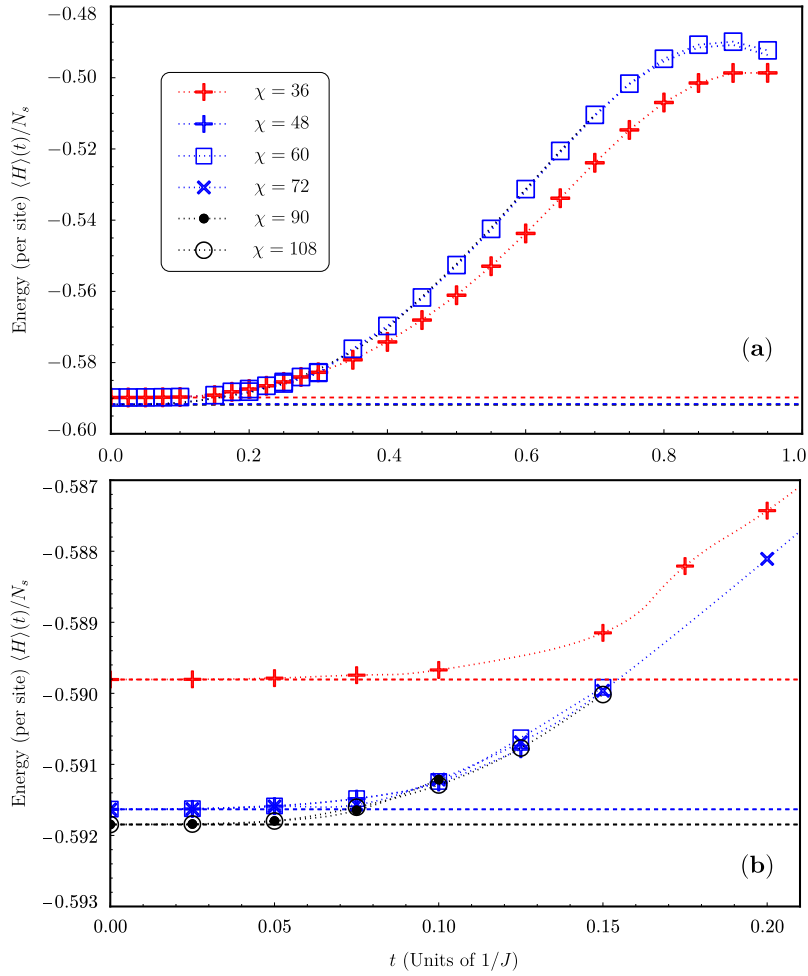 −0.48
−0.50
−0.52
−0.54
−0.56
−0.58
−0.60
Energy (per site) ⟨H⟩(t)/N_s
χ = 36
χ = 48
χ = 60
χ = 72
χ = 90
χ = 108
(a)
0.0 0.2 0.4 0.6 0.8 1.0
−0.587
−0.588
−0.589
−0.590
−0.591
−0.592
−0.593
Energy (per site) ⟨H⟩(t)/N_s
(b)
0.00 0.05 0.10 0.15 0.20
t (Units of 1/J)